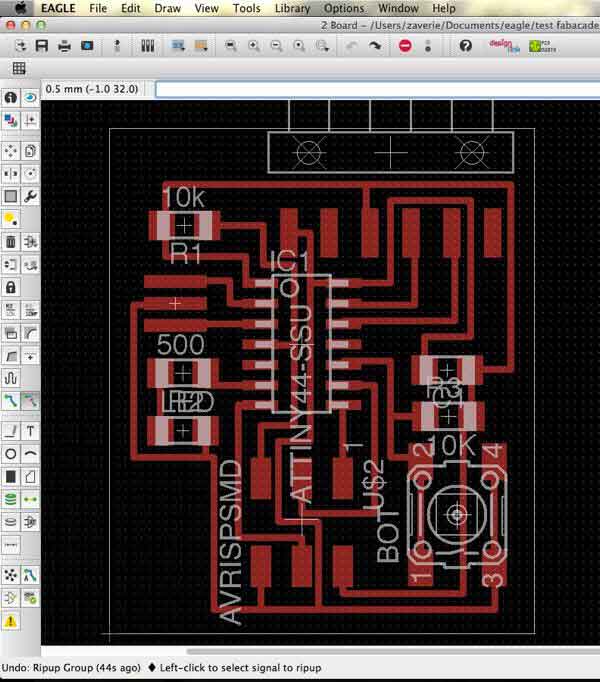 EAGLE File Edit Draw View Tools Library Options Window Help
2 Board – /Users/zaverie/Documents/eagle/test fabacade
design link
0.5 mm (-1.0 32.0)
10k
R1
IC1
500
LED
ATTINY44-SSU
10K
1
2
4
U$2
BOT
AVRISPSMD
1
3
Undo: Ripup Group (44s ago) ♦ Left-click to select signal to ripup